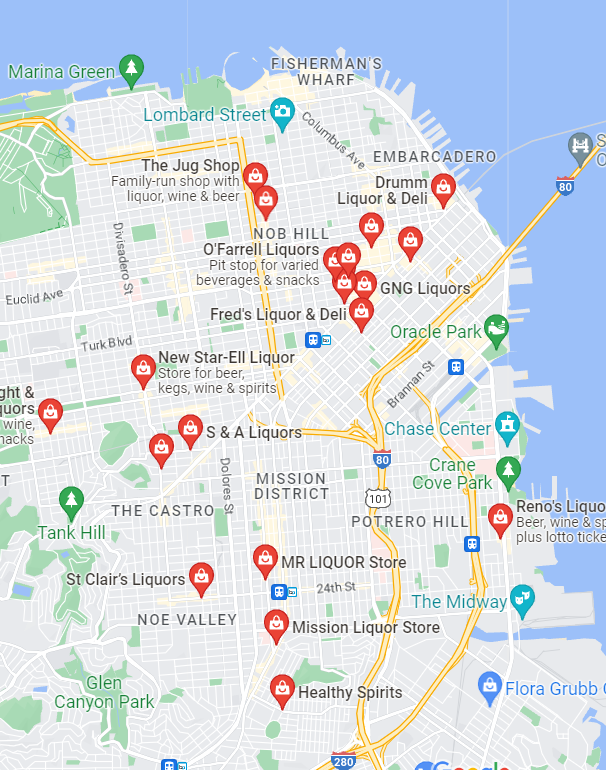 FISHERMAN'S
WHARF
Marina Green
Lombard Street
Columbus Ave
EMBARCADERO
The Jug Shop
Family-run shop with
liquor, wine & beer
Drumm
Liquor & Deli
80
NOB HILL
O'Farrell Liquors
Pit stop for varied
beverages & snacks
Divisadero St
GNG Liquors
Euclid Ave
Fred's Liquor & Deli
Oracle Park
Turk Blvd
New Star-Ell Liquor
Store for beer,
kegs, wine & spirits
Brannan St
ght &
quors
wine,
nacks
S & A Liquors
Chase Center
80
Crane
Cove Park
T
Dolores St
MISSION
DISTRICT
101
THE CASTRO
POTRERO HILL
Reno's Liquo
Beer, wine & sp
plus lotto ticke
Tank Hill
MR LIQUOR Store
St Clair's Liquors
24th St
The Midway
NOE VALLEY
Mission Liquor Store
Glen
Canyon Park
Healthy Spirits
Flora Grubb G
280
Google